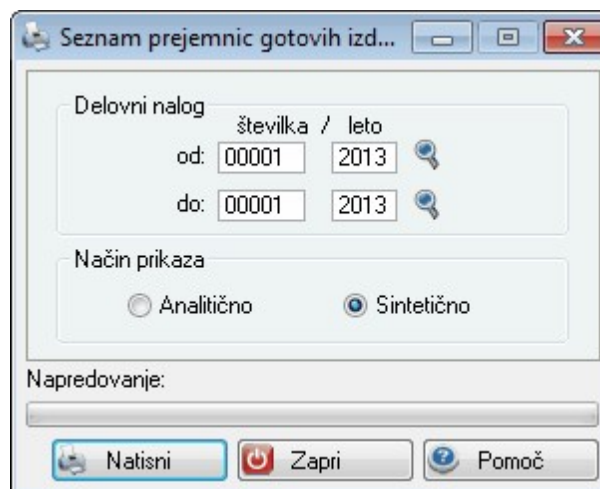 Seznam prejemnic gotovih izd...
Delovni nalog
številka / leto
od: 00001 2013
do: 00001 2013
Način prikaza
Analitično Sintetično
Napredovanje:
Natisni Zapri Pomoč